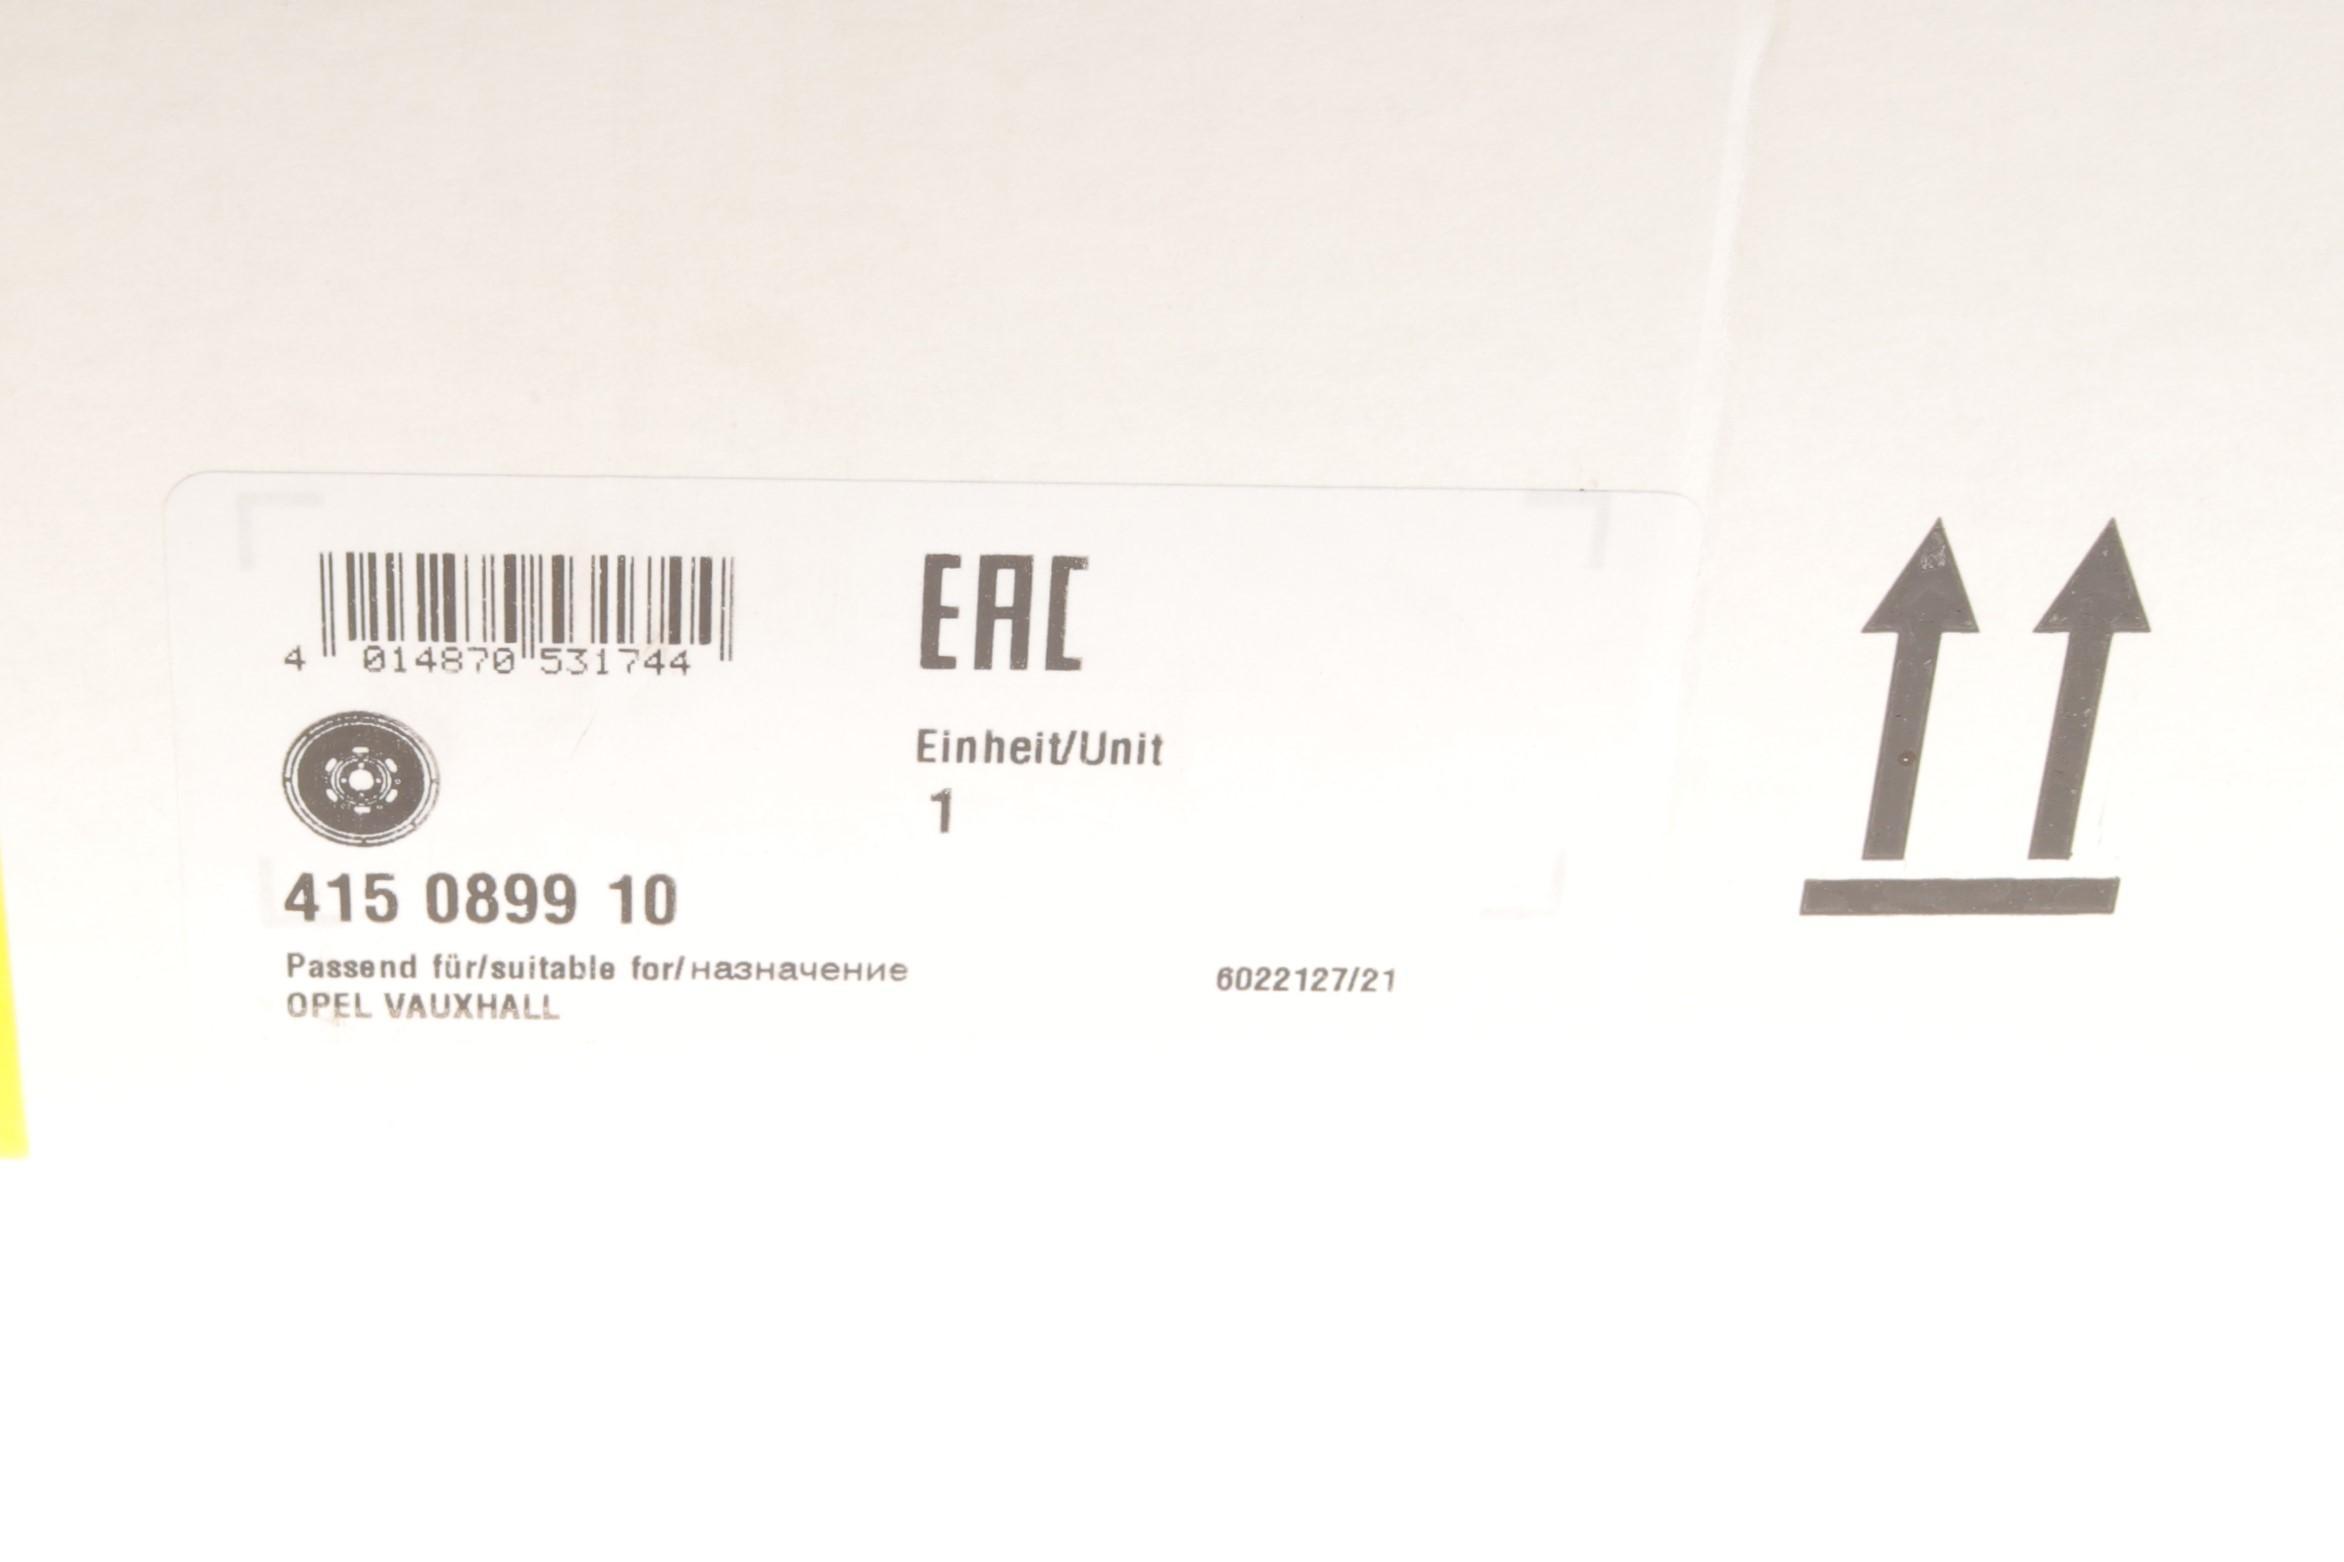 EAC
4 014870 531744
Einheit/Unit
1
415 0899 10
Passend für/suitable for/назначение
OPEL VAUXHALL
6022127/21